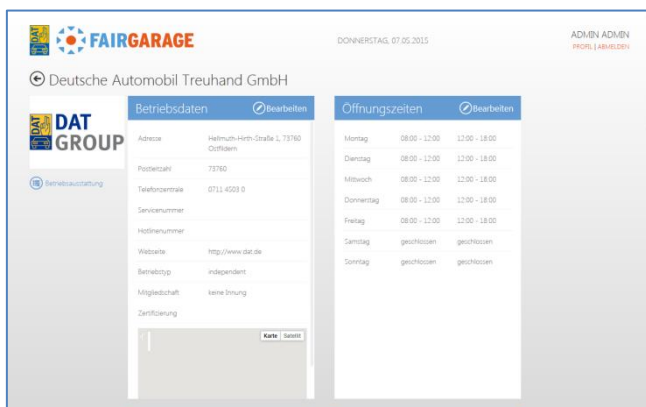 DAT FAIRGARAGE
DONNERSTAG, 07.05.2015
ADMIN ADMIN
PROFIL | ABMELDEN
Deutsche Automobil Treuhand GmbH
DAT
DAT
GROUP
Betriebsausstattung
Betriebsdaten Bearbeiten
Adresse Hellmuth-Hirth-Straße 1, 73760
Ostfildern
Postleitzahl 73760
Telefonzentrale 0711 4503 0
Servicenummer
Hotlinenummer
Webseite http://www.dat.de
Betriebstyp independent
Mitgliedschaft keine Innung
Zertifizierung
Karte Satellit
Öffnungszeiten Bearbeiten
Montag 08:00 - 12:00 12:00 - 18:00
Dienstag 08:00 - 12:00 12:00 - 18:00
Mittwoch 08:00 - 12:00 12:00 - 18:00
Donnerstag 08:00 - 12:00 12:00 - 18:00
Freitag 08:00 - 12:00 12:00 - 18:00
Samstag geschlossen geschlossen
Sonntag geschlossen geschlossen